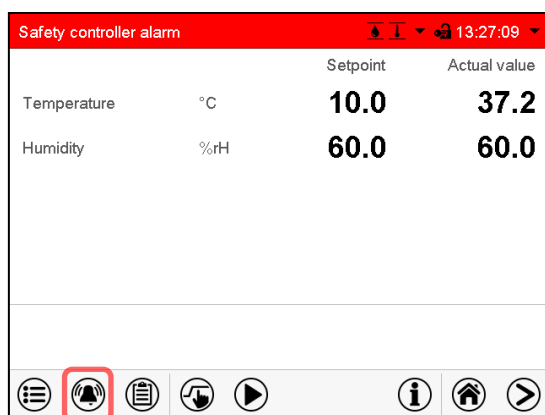 Safety controller alarm 13:27:09
Setpoint Actual value
Temperature °C 10.0 37.2
Humidity %rH 60.0 60.0